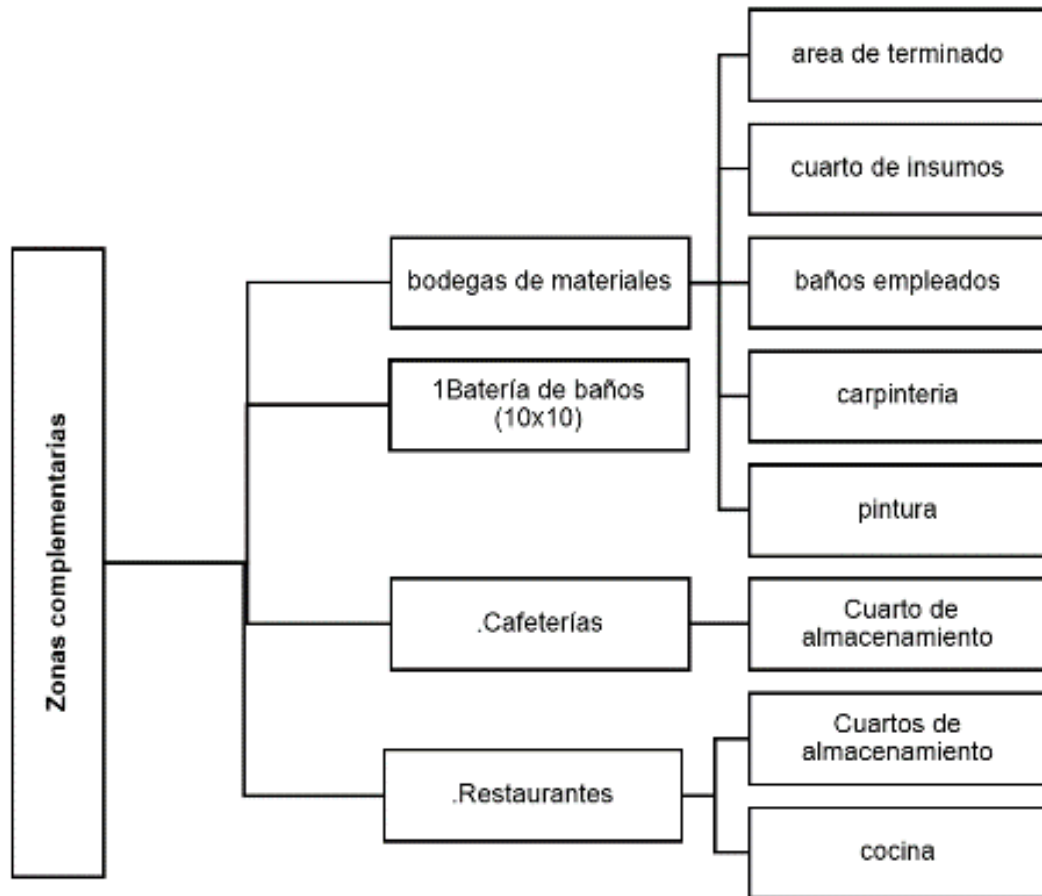 Zonas complementarias
bodegas de materiales
area de terminado
cuarto de insumos
baños empleados
carpinteria
pintura
1Batería de baños
(10x10)
.Cafeterías
Cuarto de
almacenamiento
.Restaurantes
Cuartos de
almacenamiento
cocina